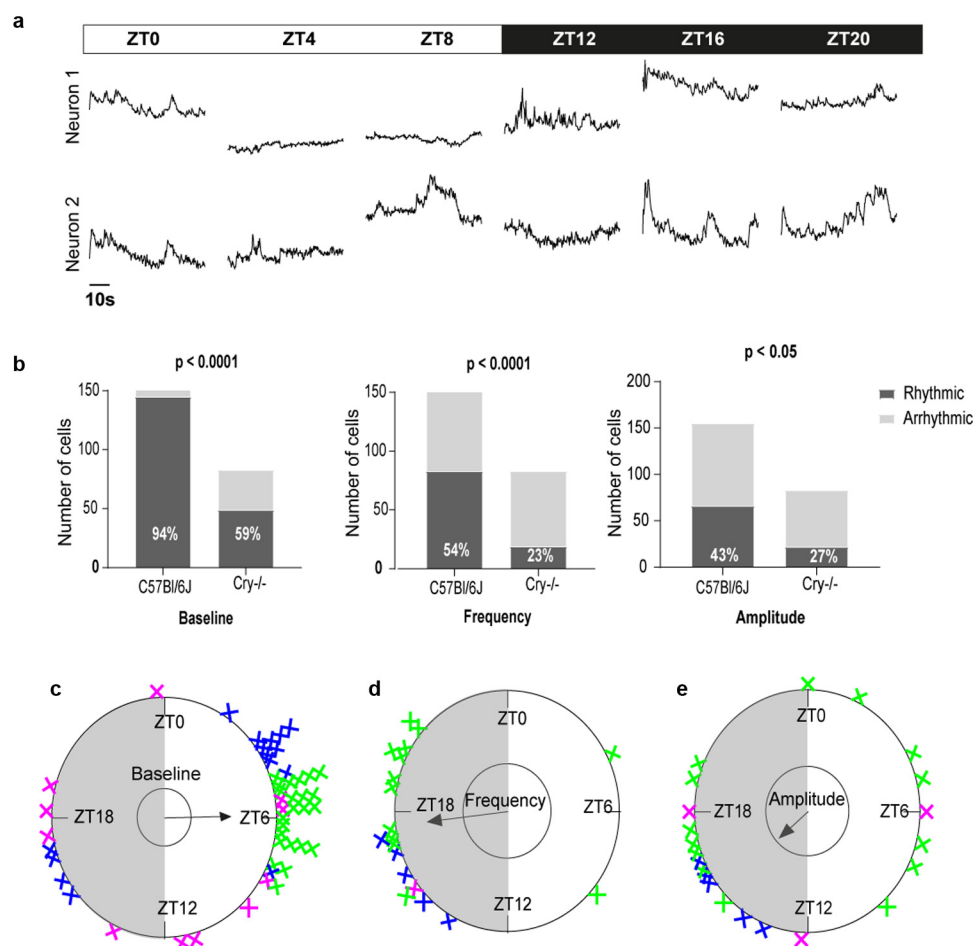 a
ZT0 ZT4 ZT8 ZT12 ZT16 ZT20
Neuron 1
Neuron 2
10s
b
p < 0.0001
Number of cells
150
100
50
0
94%
59%
C57Bl/6J
Cry-/-
Baseline
p < 0.0001
Number of cells
150
100
50
0
54%
23%
C57Bl/6J
Cry-/-
Frequency
p < 0.05
Number of cells
200
150
100
50
0
43%
27%
C57Bl/6J
Cry-/-
Amplitude
Rhythmic
Arrhythmic
c
ZT0
Baseline
ZT18
ZT6
ZT12
d
ZT0
ZT18
Frequency
ZT6
ZT12
e
ZT0
Amplitude
ZT18
ZT6
ZT12